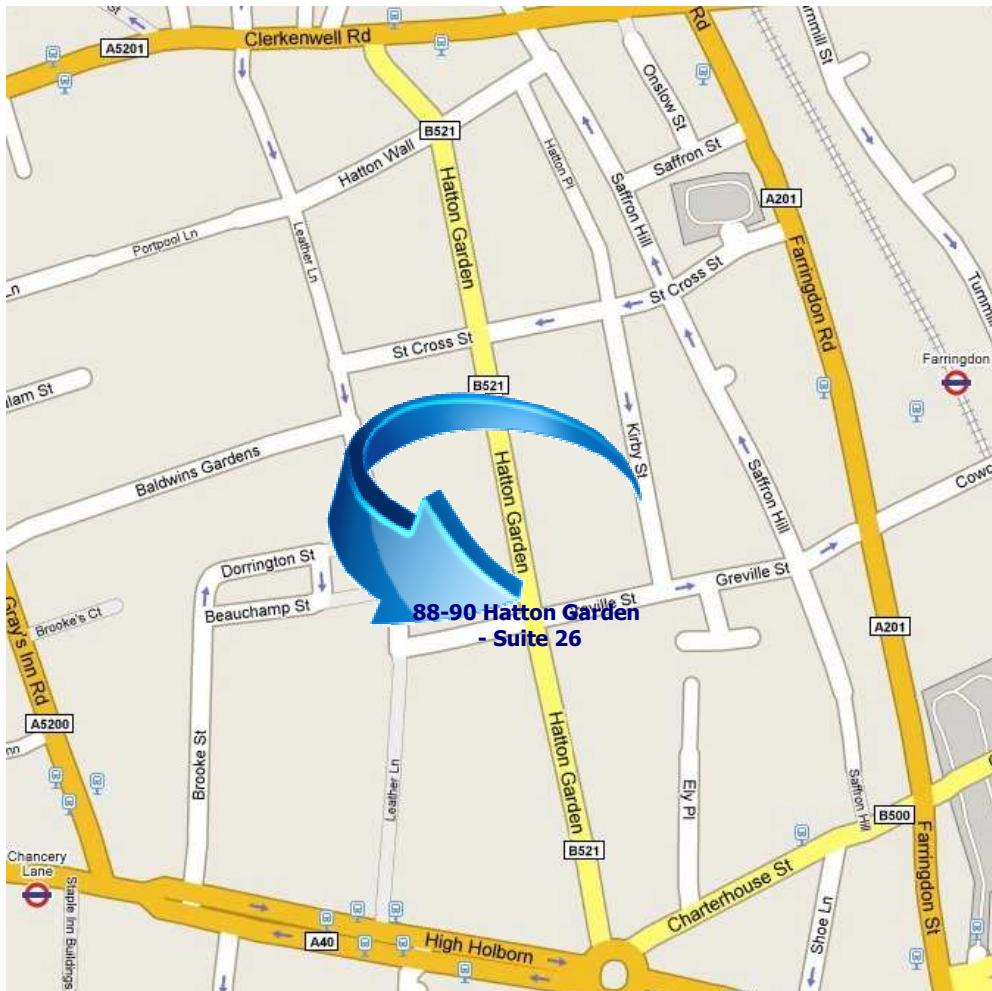 St
A5201
Clerkenwell Rd
Rd
Onslow St
B521
Hatton Wall
Hatton Pl
Saffron St
Hatton Garden
Saffron Hill
A201
Leather Ln
Portpool Ln
Ln
St Cross St
Farringdon Rd
St Cross St
Farringdon
B521
Kirby St
Baldwins Gardens
Hatton Garden
Saffron Hill
Dorrington St
Greville St
Beauchamp St
Brooke's Ct
88-90 Hatton Garden
- Suite 26
Gray's Inn Rd
A201
A5200
Brooke St
Hatton Garden
Leather Ln
Ely Pl
Saffron Hill
B500
B521
Chancery
Lane
Charterhouse St
Farringdon St
Staple Inn Buildings
Shoe Ln
A40
High Holborn